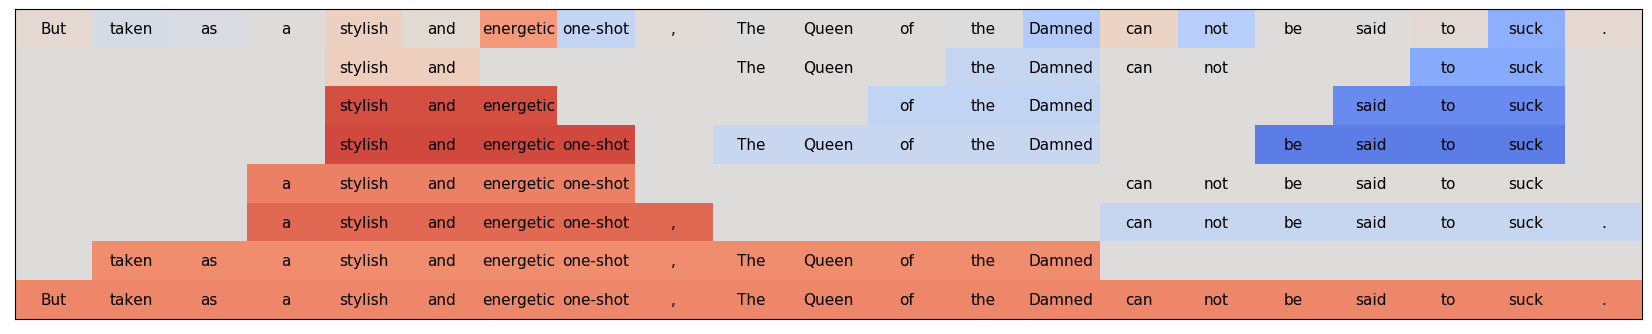 But taken as a stylish and energetic one-shot , The Queen of the Damned can not be said to suck .
stylish and The Queen the Damned can not to suck
stylish and energetic of the Damned said to suck
stylish and energetic one-shot The Queen of the Damned be said to suck
a stylish and energetic one-shot can not be said to suck
a stylish and energetic one-shot , can not be said to suck .
taken as a stylish and energetic one-shot , The Queen of the Damned
But taken as a stylish and energetic one-shot , The Queen of the Damned can not be said to suck .